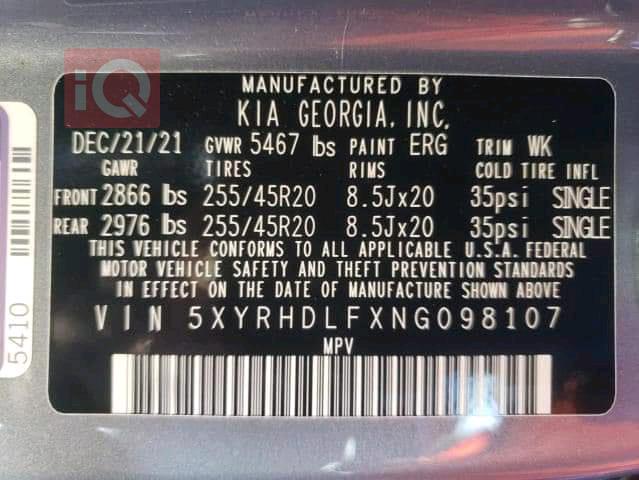 iQ
MANUFACTURED BY
KIA GEORGIA, INC.
DEC/21/21 GVWR 5467 lbs PAINT ERG TRIM WK
GAWR TIRES RIMS COLD TIRE INFL
FRONT 2866 lbs 255/45R20 8.5Jx20 35psi SINGLE
REAR 2976 lbs 255/45R20 8.5Jx20 35psi SINGLE
THIS VEHICLE CONFORMS TO ALL APPLICABLE U.S.A. FEDERAL
MOTOR VEHICLE SAFETY AND THEFT PREVENTION STANDARDS
IN EFFECT ON THE DATE OF MANUFACTURE SHOWN ABOVE
VIN 5XYRHDLFXNG098107
MPV
5410